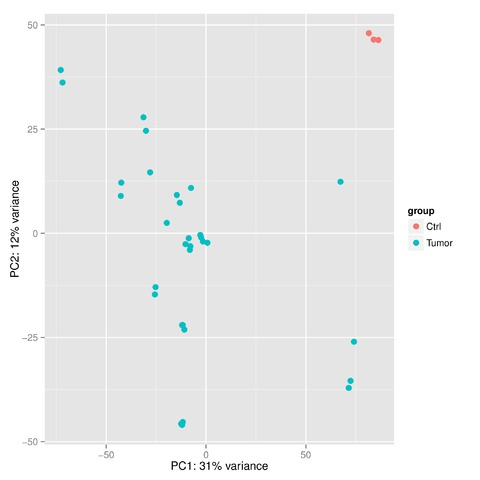 50
25
0
−25
−50
−50
0
50
PC1: 31% variance
PC2: 12% variance
group
Ctrl
Tumor